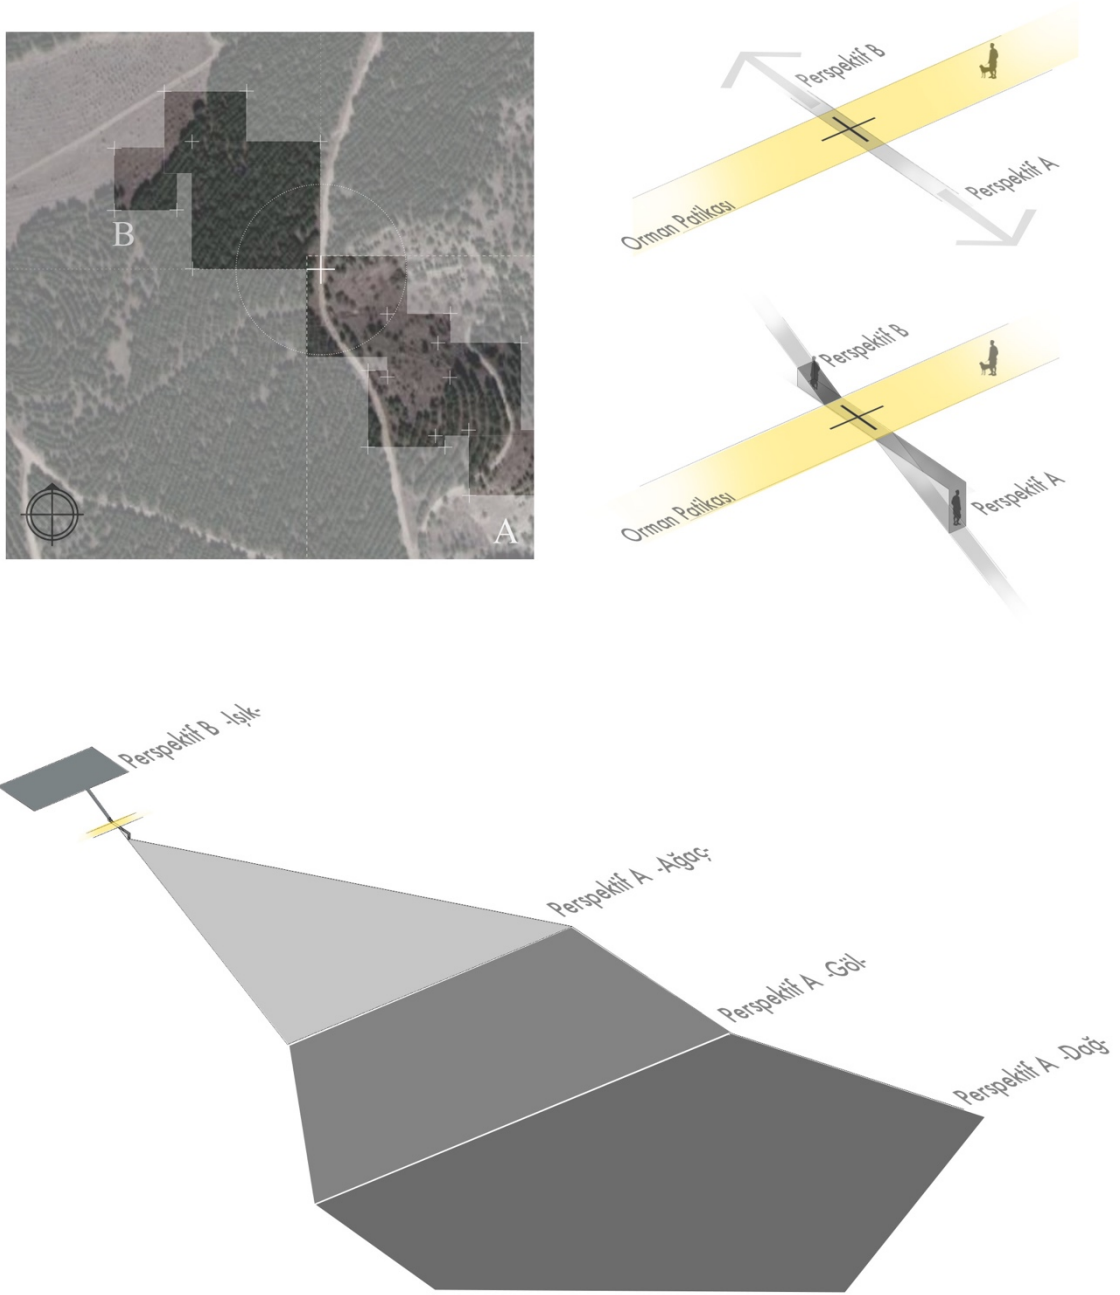 B
A
Perspektif B
Perspektif A
Orman Patikası
Perspektif B
Perspektif A
Orman Patikası
Perspektif B -Işık-
Perspektif A -Ağaç-
Perspektif A -Göl-
Perspektif A -Dağ-